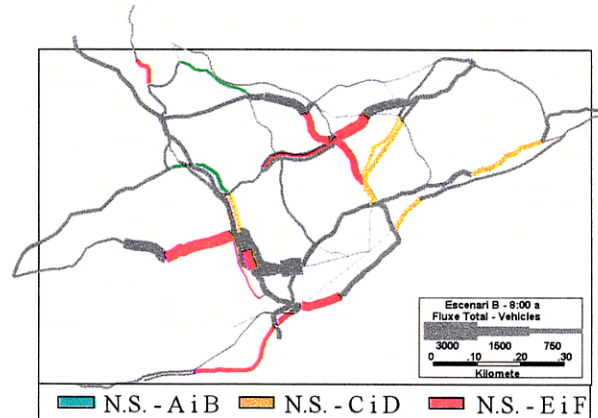 Escenari B - 8:00 a
Fluxe Total - Vehicles
3000 1500 750
0 .10 .20 .30
Kilomete
N.S. - A i B N.S. - C i D N.S. - E i F